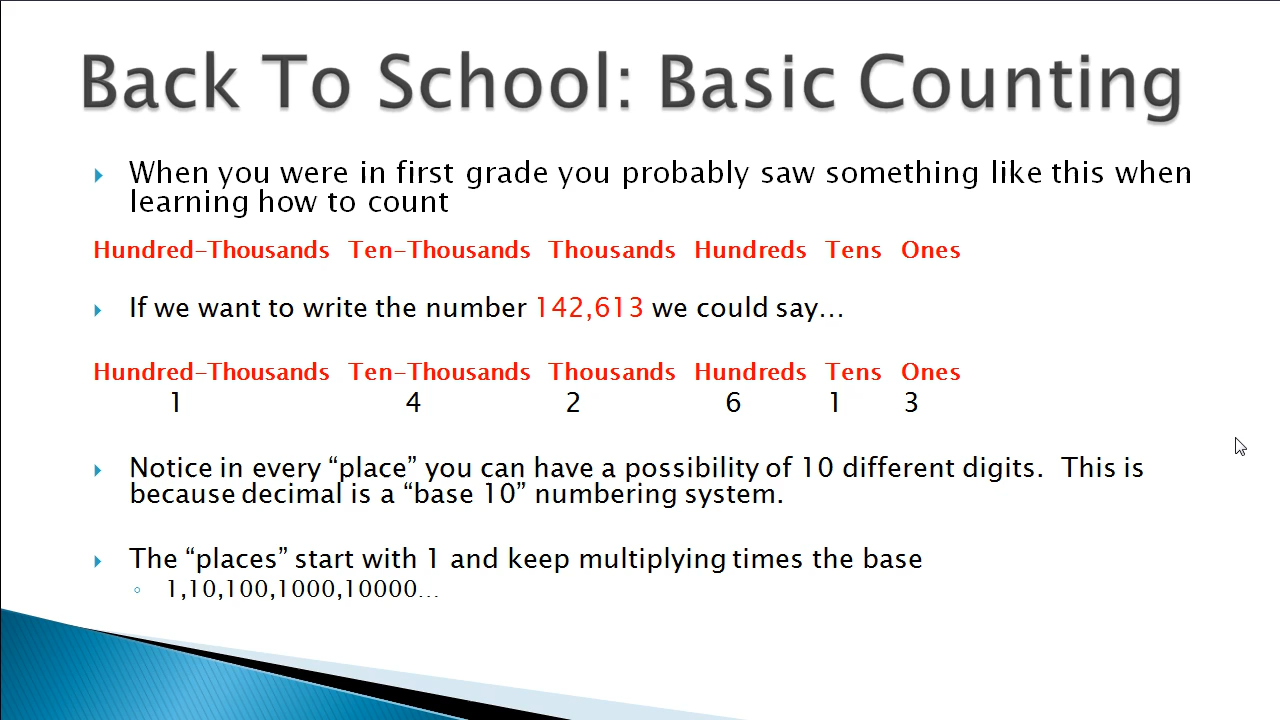 Back To School: Basic Counting
When you were in first grade you probably saw something like this when
learning how to count
Hundred-Thousands Ten-Thousands Thousands Hundreds Tens Ones
If we want to write the number 142,613 we could say…
Hundred-Thousands Ten-Thousands Thousands Hundreds Tens Ones
1 4 2 6 1 3
Notice in every “place” you can have a possibility of 10 different digits. This is
because decimal is a “base 10” numbering system.
The “places” start with 1 and keep multiplying times the base
1,10,100,1000,10000…